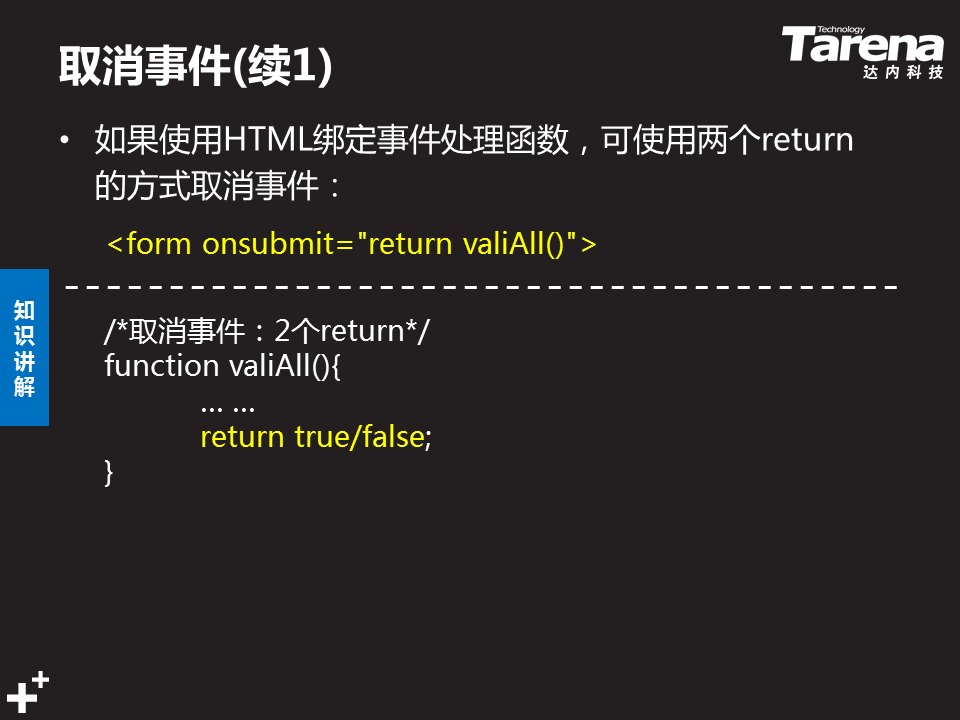 取消事件(续1)
Technology
Tarena
达内科技
• 如果使用HTML绑定事件处理函数，可使用两个return
的方式取消事件：
<form onsubmit="return valiAll()">
知识讲解
/*取消事件：2个return*/
function valiAll(){
... ...
return true/false;
}